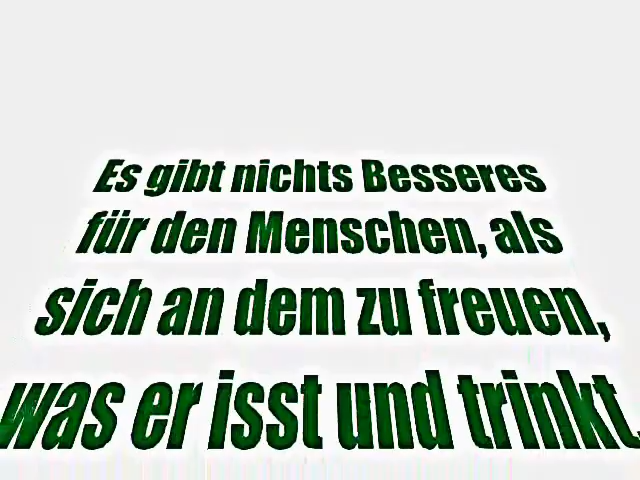 Es gibt nichts Besseres
für den Menschen, als
sich an dem zu freuen,
was er isst und trinkt.